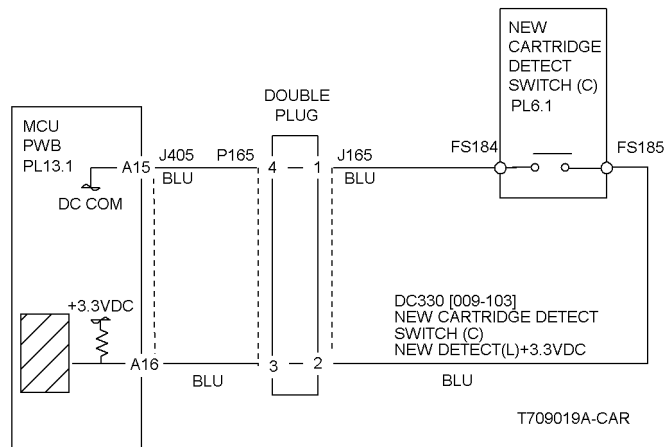 NEW
CARTRIDGE
DETECT
SWITCH (C)
PL6.1
DOUBLE
PLUG
MCU
PWB
PL13.1
A15
J405
P165
4
1
J165
FS184
FS185
BLU
BLU
DC COM
+3.3VDC
DC330 [009-103]
NEW CARTRIDGE DETECT
SWITCH (C)
NEW DETECT(L)+3.3VDC
A16
3
2
BLU
BLU
T709019A-CAR